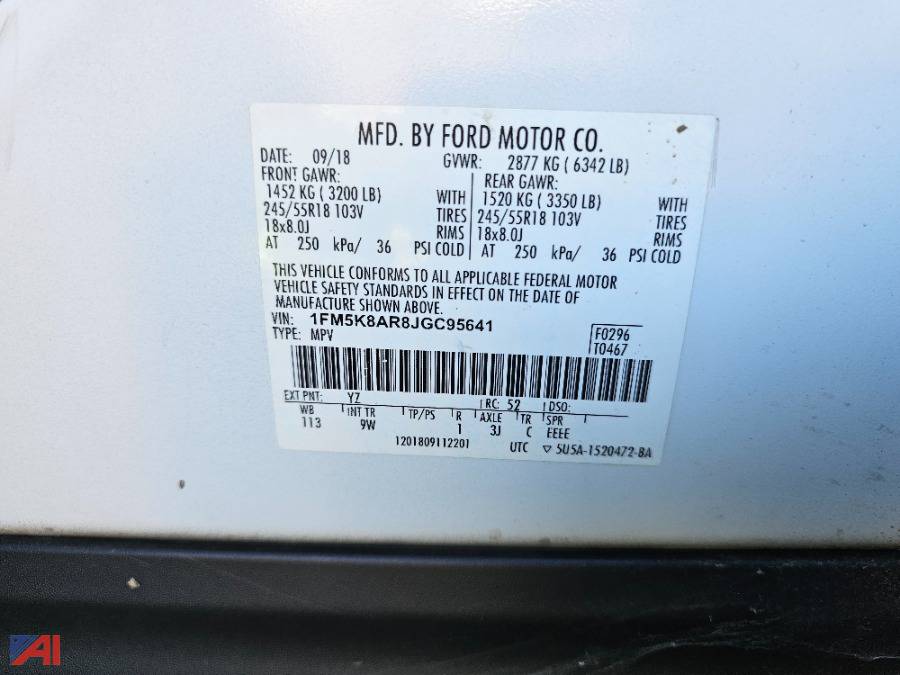 MFD. BY FORD MOTOR CO.
DATE: 09/18 GVWR: 2877 KG ( 6342 LB)
FRONT GAWR: REAR GAWR:
1452 KG ( 3200 LB) WITH 1520 KG ( 3350 LB) WITH
245/55R18 103V TIRES 245/55R18 103V TIRES
18x8.0J RIMS 18x8.0J RIMS
AT 250 kPa/ 36 PSI COLD AT 250 kPa/ 36 PSI COLD
THIS VEHICLE CONFORMS TO ALL APPLICABLE FEDERAL MOTOR
VEHICLE SAFETY STANDARDS IN EFFECT ON THE DATE OF
MANUFACTURE SHOWN ABOVE.
VIN: 1FM5K8AR8JGC95641 F0296
TYPE: MPV T0467
EXT PNT: YZ RC: 52 DSO:
WB INT TR TP/PS R AXLE TR SPR
113 9W 1 3J C EEEE
1201809112201 UTC ▽ 5U5A-1520472-BA
AI